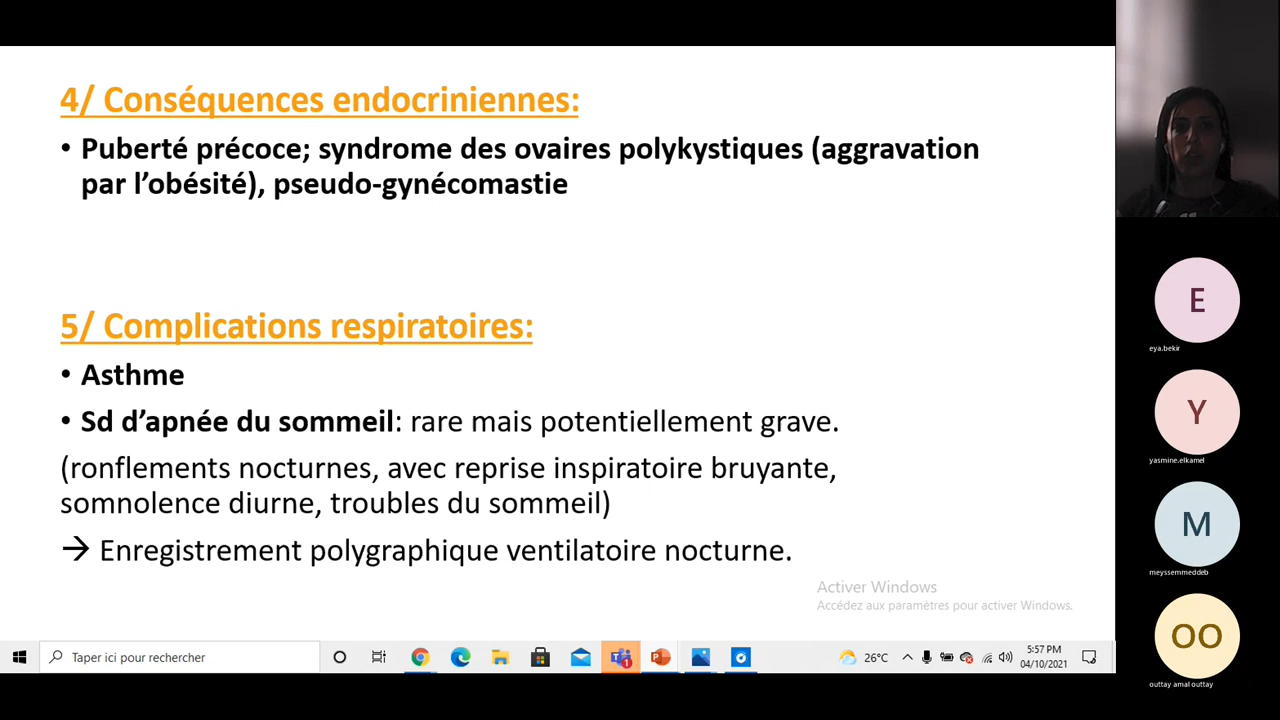 4/ Conséquences endocriniennes:
• Puberté précoce; syndrome des ovaires polykystiques (aggravation
par l’obésité), pseudo-gynécomastie
5/ Complications respiratoires:
• Asthme
• Sd d’apnée du sommeil: rare mais potentiellement grave.
(ronflements nocturnes, avec reprise inspiratoire bruyante,
somnolence diurne, troubles du sommeil)
→ Enregistrement polygraphique ventilatoire nocturne.
Activer Windows
Accédez aux paramètres pour activer Windows.
Taper ici pour rechercher
1
26°C
5:57 PM
04/10/2021
E
eya.bekir
Y
yasmine.elkamel
M
meyssemmeddeb
OO
outtay amal outtay